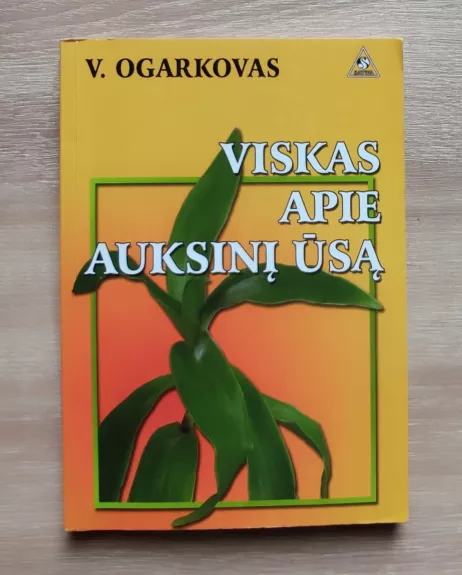 V. OGARKOVAS
VISKAS
APIE
AUKSINĮ ŪSĄ